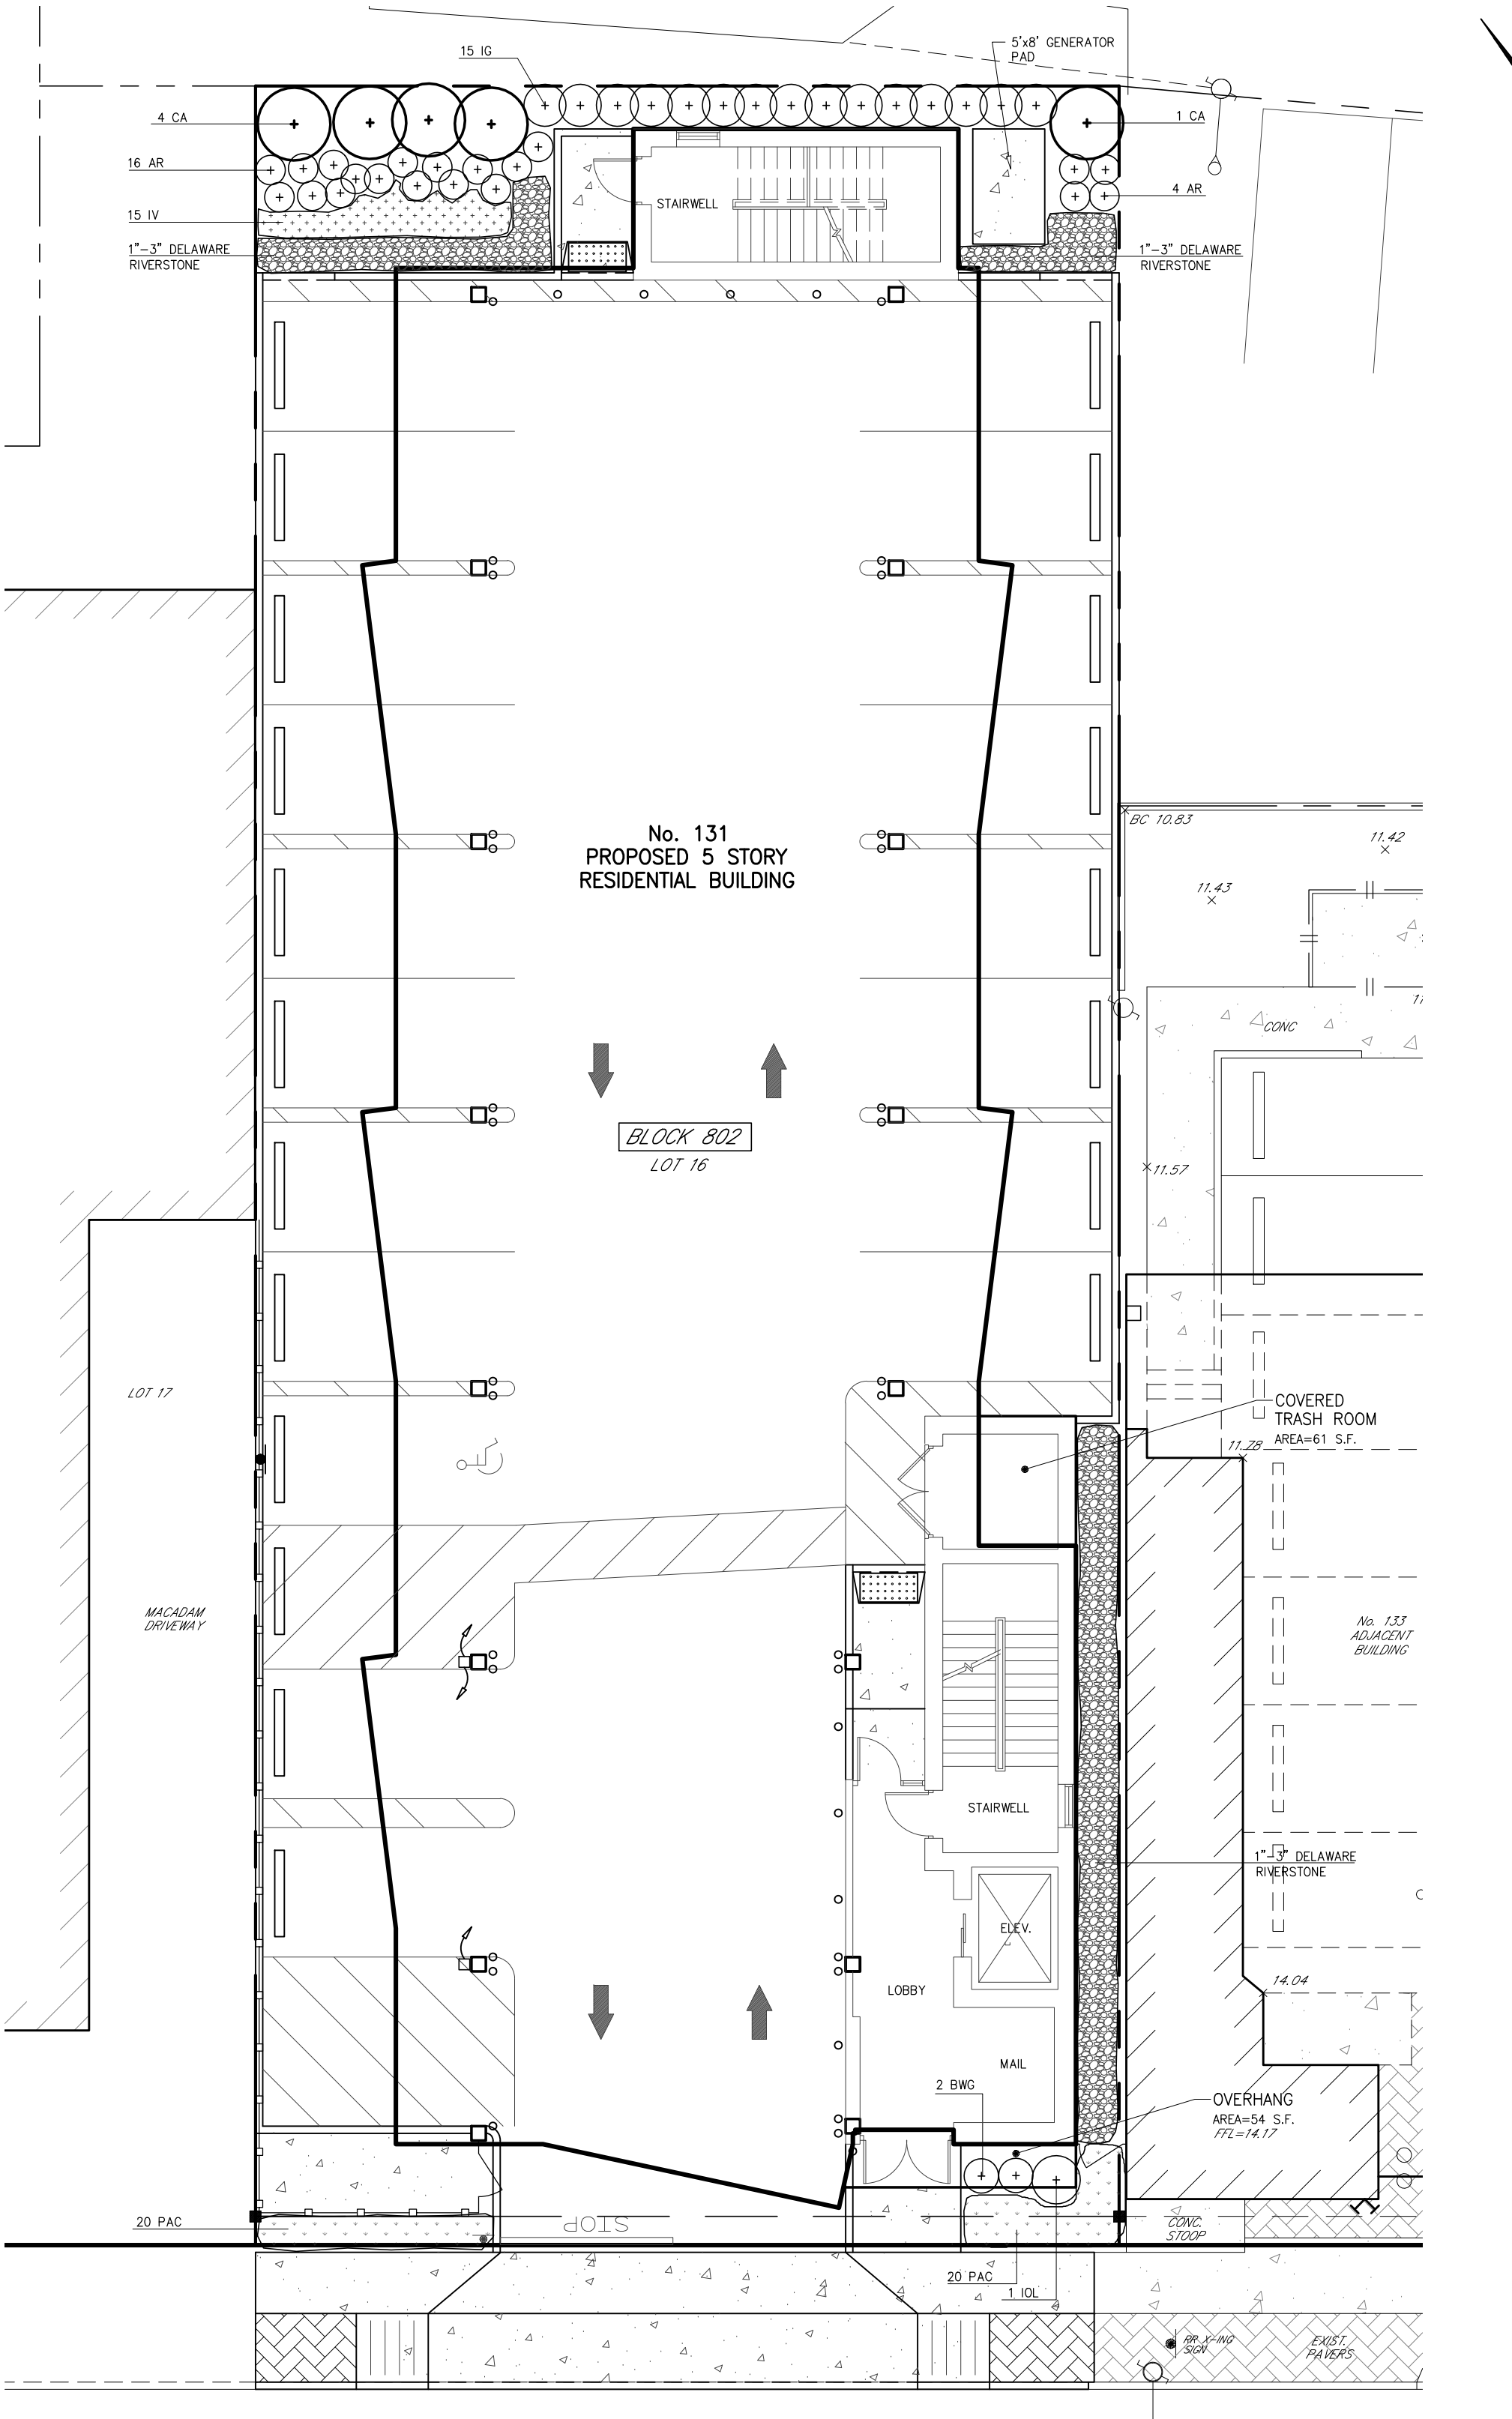 15 IG
5'x8' GENERATOR
PAD
4 CA
1 CA
16 AR
4 AR
STAIRWELL
15 IV
1"-3" DELAWARE
RIVERSTONE
1"-3" DELAWARE
RIVERSTONE
No. 131
PROPOSED 5 STORY
RESIDENTIAL BUILDING
BC 10.83
11.42
11.43
CONC
BLOCK 802
LOT 16
11.57
LOT 17
COVERED
TRASH ROOM
AREA=61 S.F.
11.78
MACADAM
DRIVEWAY
No. 133
ADJACENT
BUILDING
STAIRWELL
1"-3" DELAWARE
RIVERSTONE
ELEV.
LOBBY
14.04
MAIL
2 BWG
OVERHANG
AREA=54 S.F.
FFL=14.17
20 PAC
STOP
CONC.
STOOP
20 PAC
1 IOL
RR X-ING
SIGN
EXIST.
PAVERS